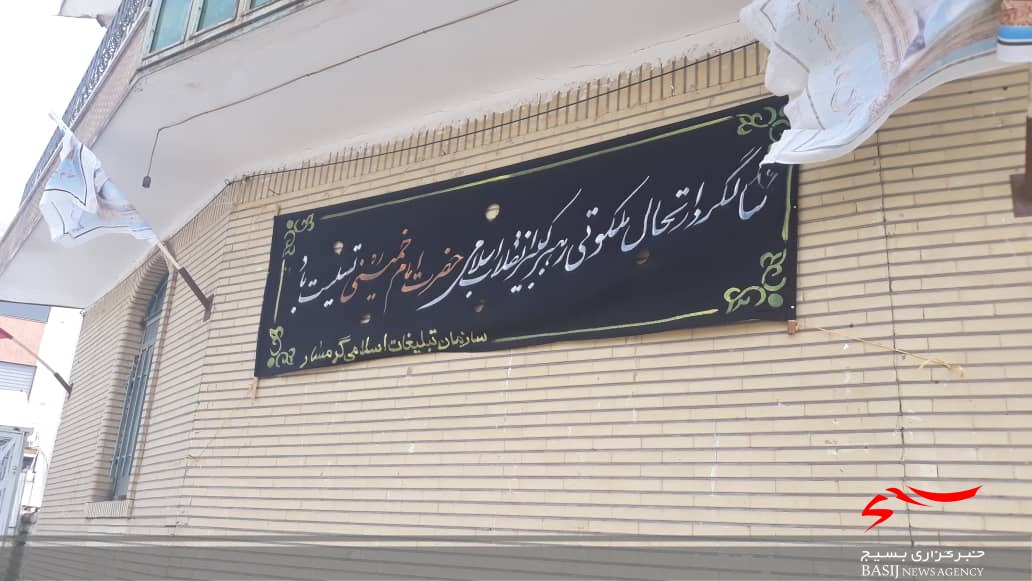 سالگرد ارتحال ملکوتی رهبر کبیر انقلاب اسلامی حضرت امام خمینی (ره) تسلیت باد
سازمان تبلیغات اسلامی گرمسار
خبرگزاری بسیج
BASIJ NEWS AGENCY